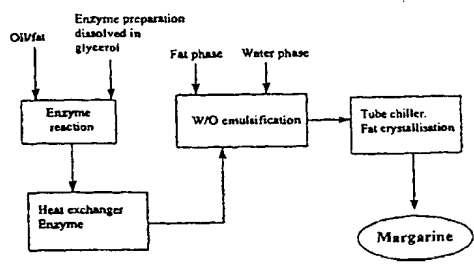 Enzyme preparation
dissolved in
glycerol
Oil/fat
Fat phase
Water phase
Enzyme
reaction
W/O emulsification
Tube chiller.
Fat crystallisation
Heat exchanger
Enzyme
Margarine